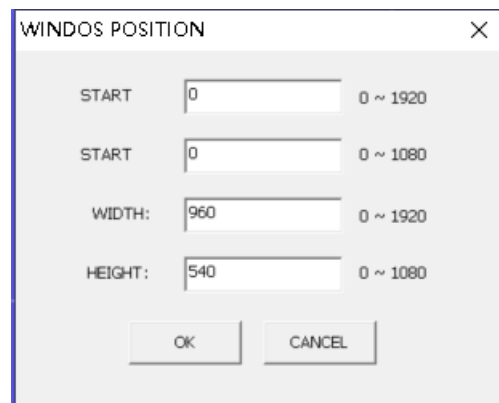 WINDOS POSITION
START 0 0 ~ 1920
START 0 0 ~ 1080
WIDTH: 960 0 ~ 1920
HEIGHT: 540 0 ~ 1080
OK CANCEL